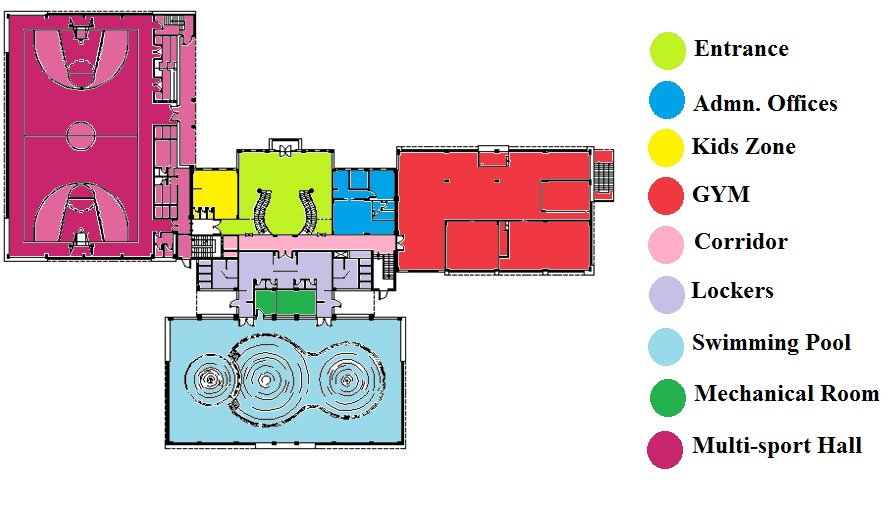 Entrance
Admn. Offices
Kids Zone
GYM
Corridor
Lockers
Swimming Pool
Mechanical Room
Multi-sport Hall